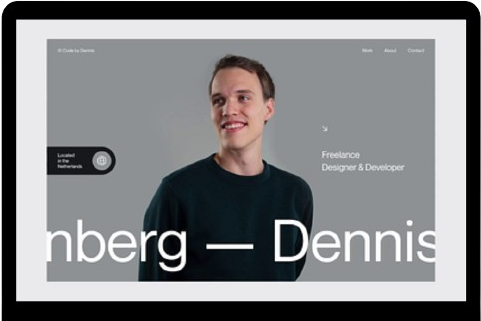 © Code by Dennis
Work
About
Contact
Located
in the
Netherlands
Freelance
Designer & Developer
nberg — Dennis